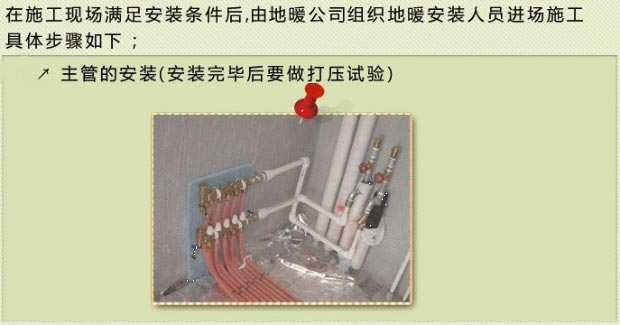 在施工现场满足安装条件后,由地暖公司组织地暖安装人员进场施工
具体步骤如下 ;
↗ 主管的安装(安装完毕后要做打压试验)